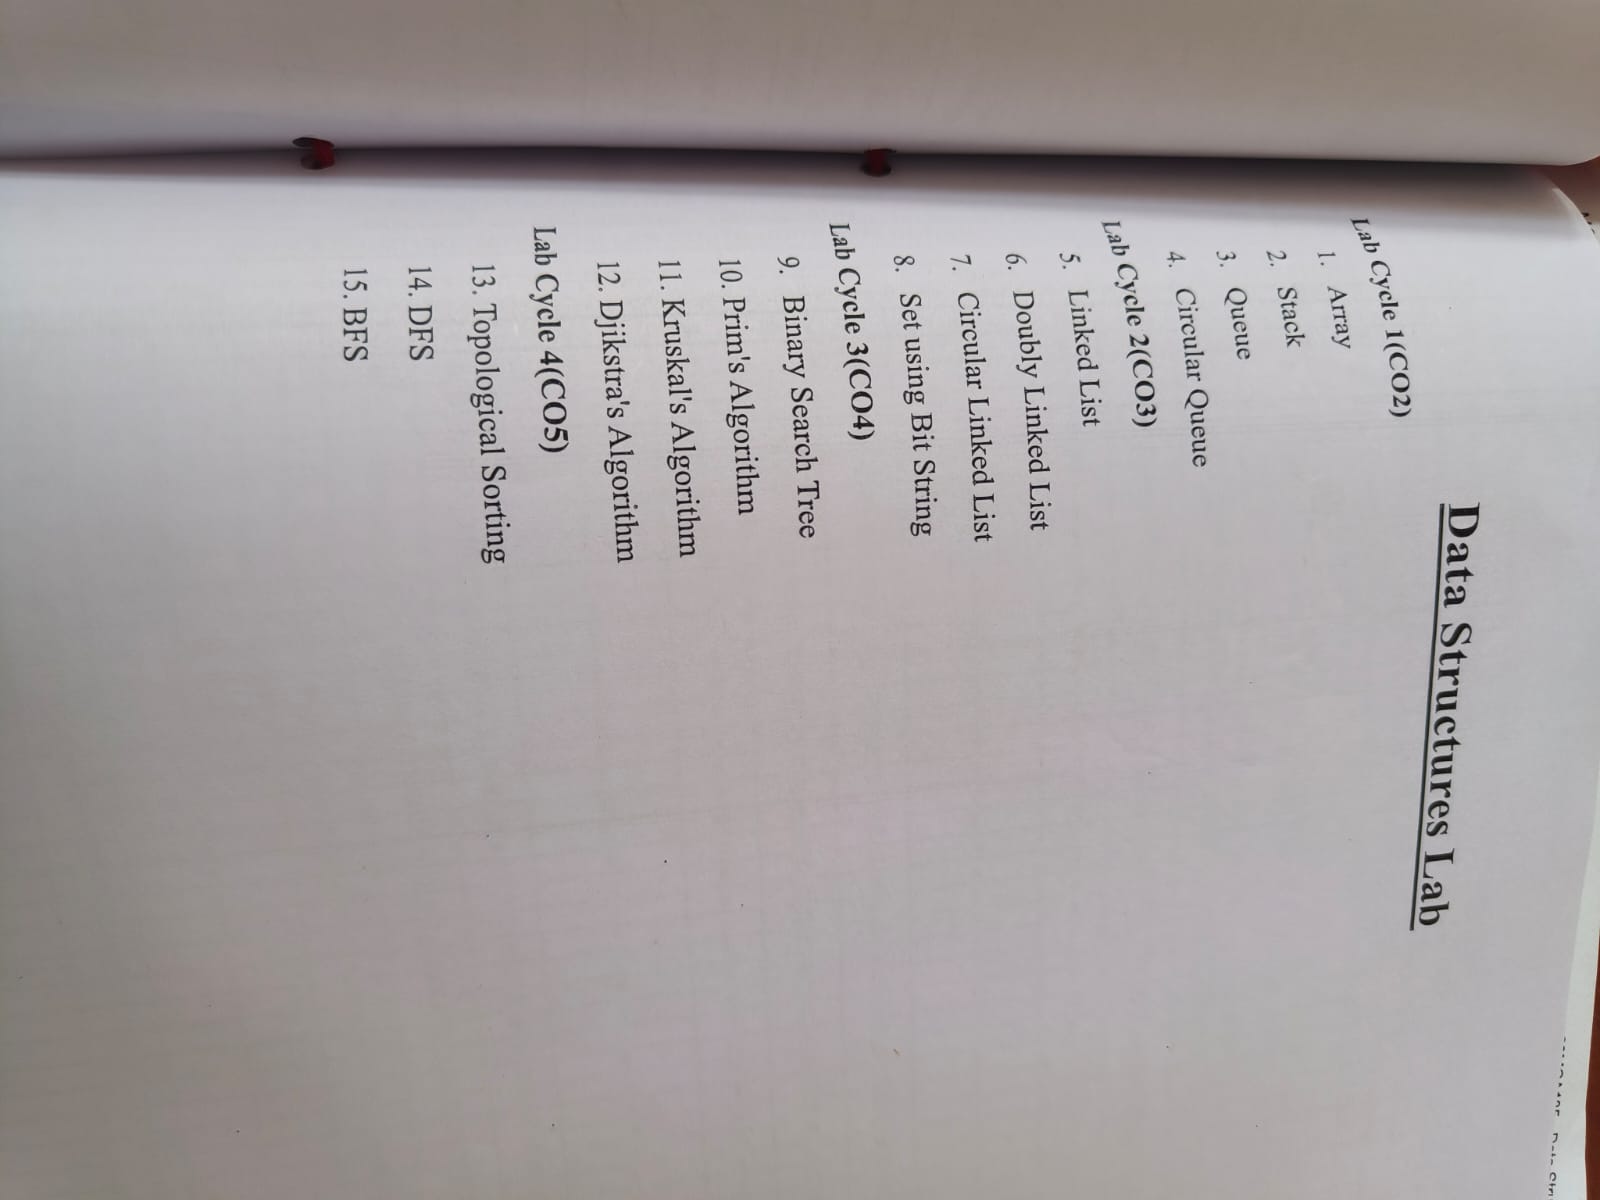 Data Stru
Data Structures Lab
Lab Cycle 1(CO2)
1. Array
2. Stack
3. Queue
4. Circular Queue
Lab Cycle 2(CO3)
5. Linked List
6. Doubly Linked List
7. Circular Linked List
8. Set using Bit String
Lab Cycle 3(CO4)
9. Binary Search Tree
10. Prim's Algorithm
11. Kruskal's Algorithm
12. Djikstra's Algorithm
Lab Cycle 4(CO5)
13. Topological Sorting
14. DFS
15. BFS